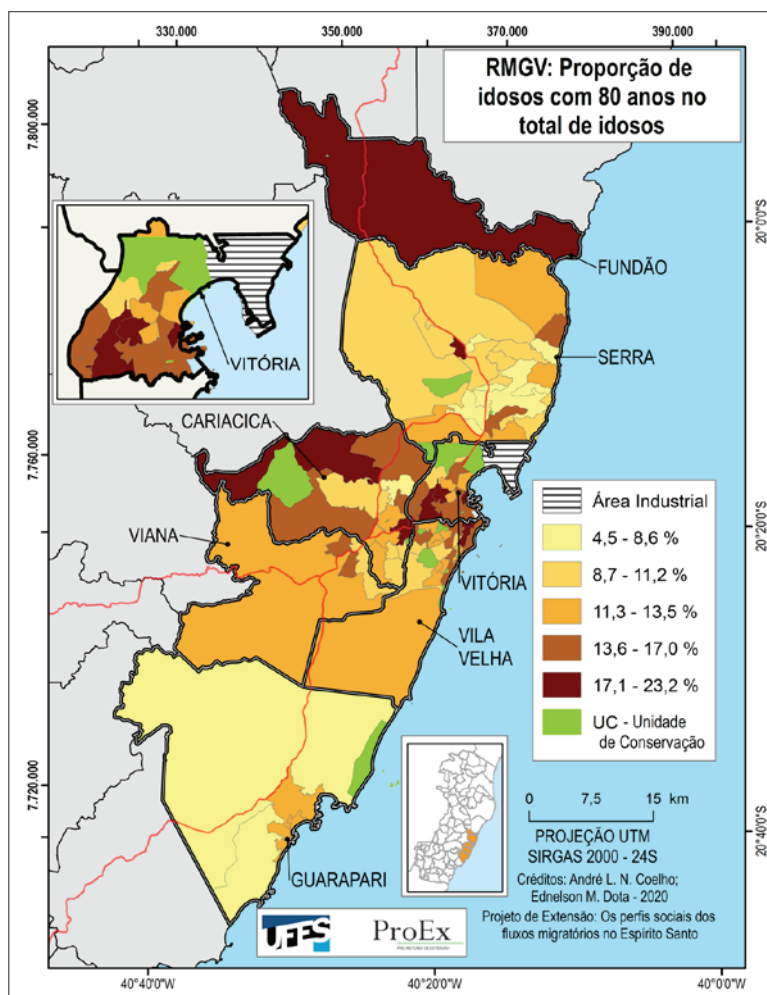 330.000
350.000
370.000
390.000
RMGV: Proporção de
idosos com 80 anos no
total de idosos
7.800.000
20°0'0"S
FUNDÃO
VITÓRIA
SERRA
CARIACICA
7.760.000
Área Industrial
20°20'0"S
4,5 - 8,6 %
VIANA
8,7 - 11,2 %
VITÓRIA
11,3 - 13,5 %
VILA
VELHA
13,6 - 17,0 %
17,1 - 23,2 %
UC - Unidade
de Conservação
7.720.000
0 7,5 15 km
PROJEÇÃO UTM
SIRGAS 2000 - 24S
20°40'0"S
Créditos: André L. N. Coelho;
Ednelson M. Dota - 2020
GUARAPARI
Projeto de Extensão: Os perfis sociais dos
fluxos migratórios no Espírito Santo
UFES
ProEx
PRÓ-REITORIA DE EXTENSÃO
40°40'0"W
40°20'0"W
40°0'0"W